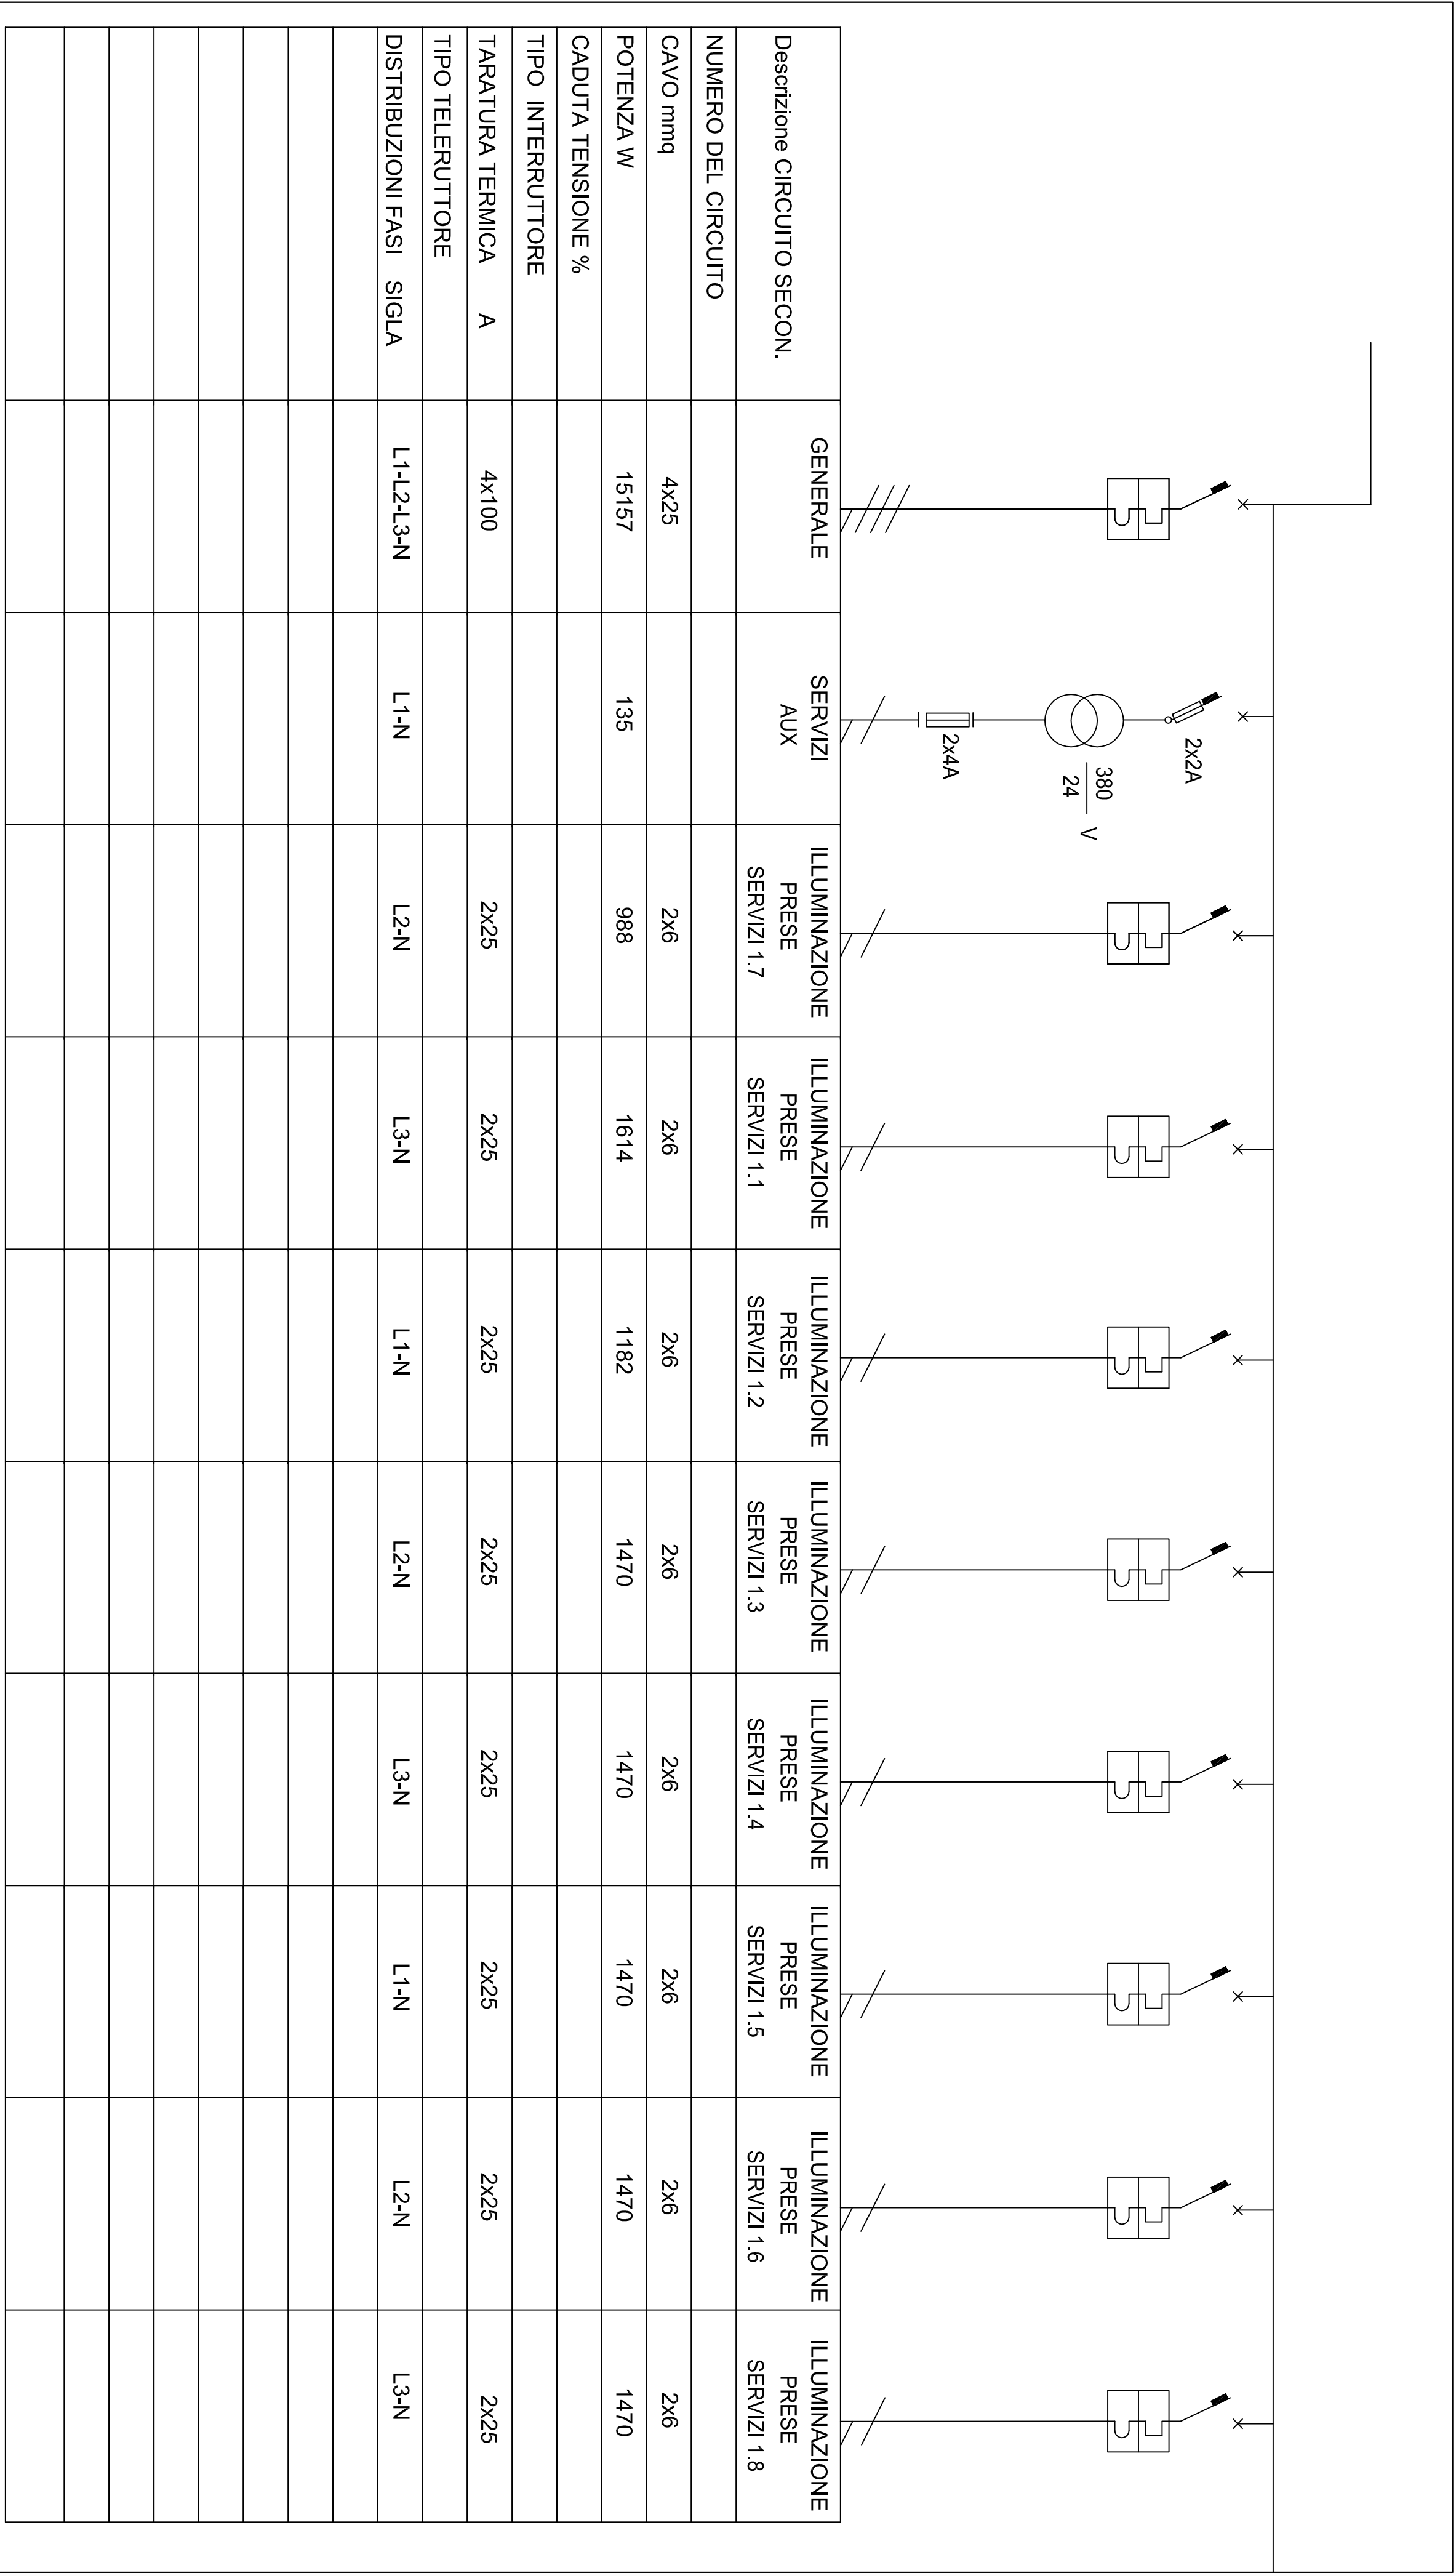 2x2A
380
24
V
2x4A
Descrizione CIRCUITO SECON.
GENERALE
SERVIZI
AUX
ILLUMINAZIONE
PRESE
SERVIZI 1.7
ILLUMINAZIONE
PRESE
SERVIZI 1.1
ILLUMINAZIONE
PRESE
SERVIZI 1.2
ILLUMINAZIONE
PRESE
SERVIZI 1.3
ILLUMINAZIONE
PRESE
SERVIZI 1.4
ILLUMINAZIONE
PRESE
SERVIZI 1.5
ILLUMINAZIONE
PRESE
SERVIZI 1.6
ILLUMINAZIONE
PRESE
SERVIZI 1.8
NUMERO DEL CIRCUITO
CAVO mmq 4x25 2x6 2x6 2x6 2x6 2x6 2x6 2x6 2x6
POTENZA W 15157 135 988 1614 1182 1470 1470 1470 1470 1470
CADUTA TENSIONE %
TIPO INTERRUTTORE
TARATURA TERMICA A 4x100 2x25 2x25 2x25 2x25 2x25 2x25 2x25 2x25
TIPO TELERUTTORE
DISTRIBUZIONI FASI SIGLA L1-L2-L3-N L1-N L2-N L3-N L1-N L2-N L3-N L1-N L2-N L3-N